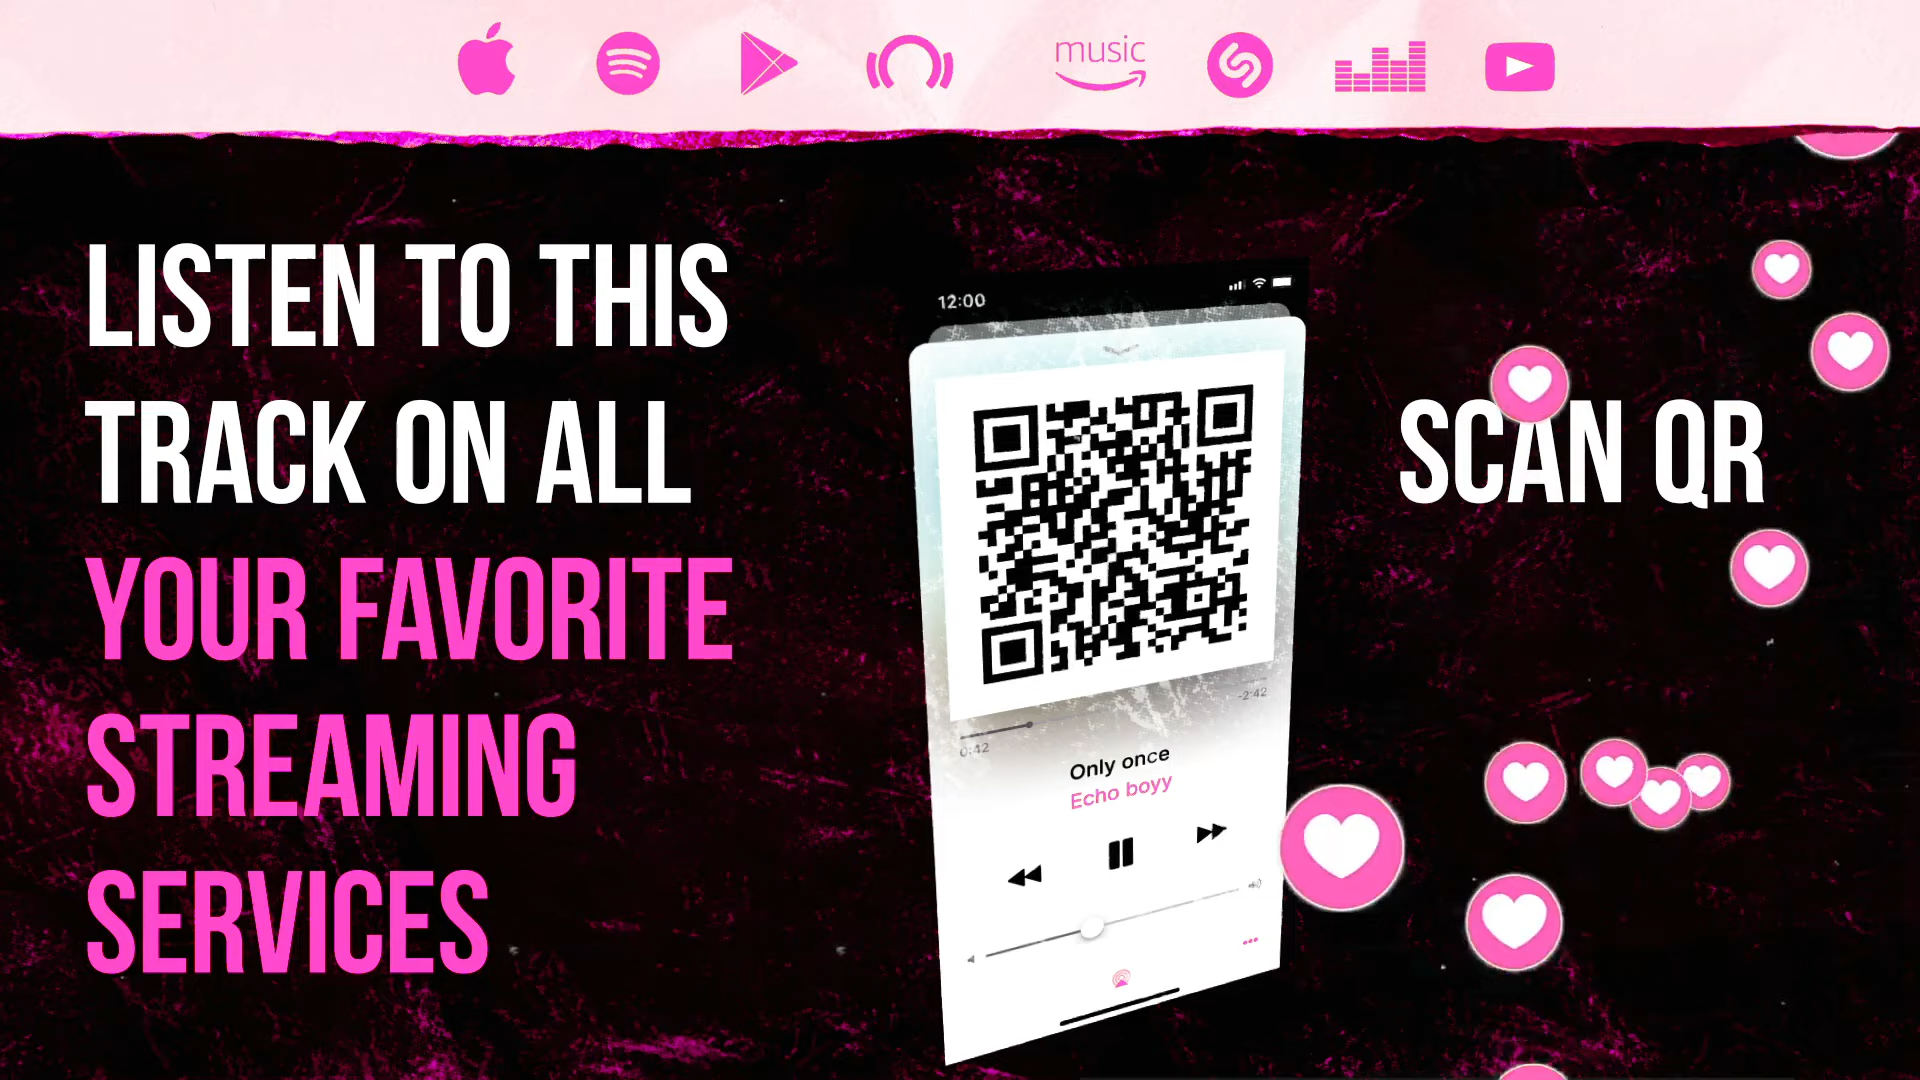 music
LISTEN TO THIS
TRACK ON ALL
YOUR FAVORITE
STREAMING
SERVICES
12:00
-2:42
0:42
Only once
Echo boyy
SCAN QR